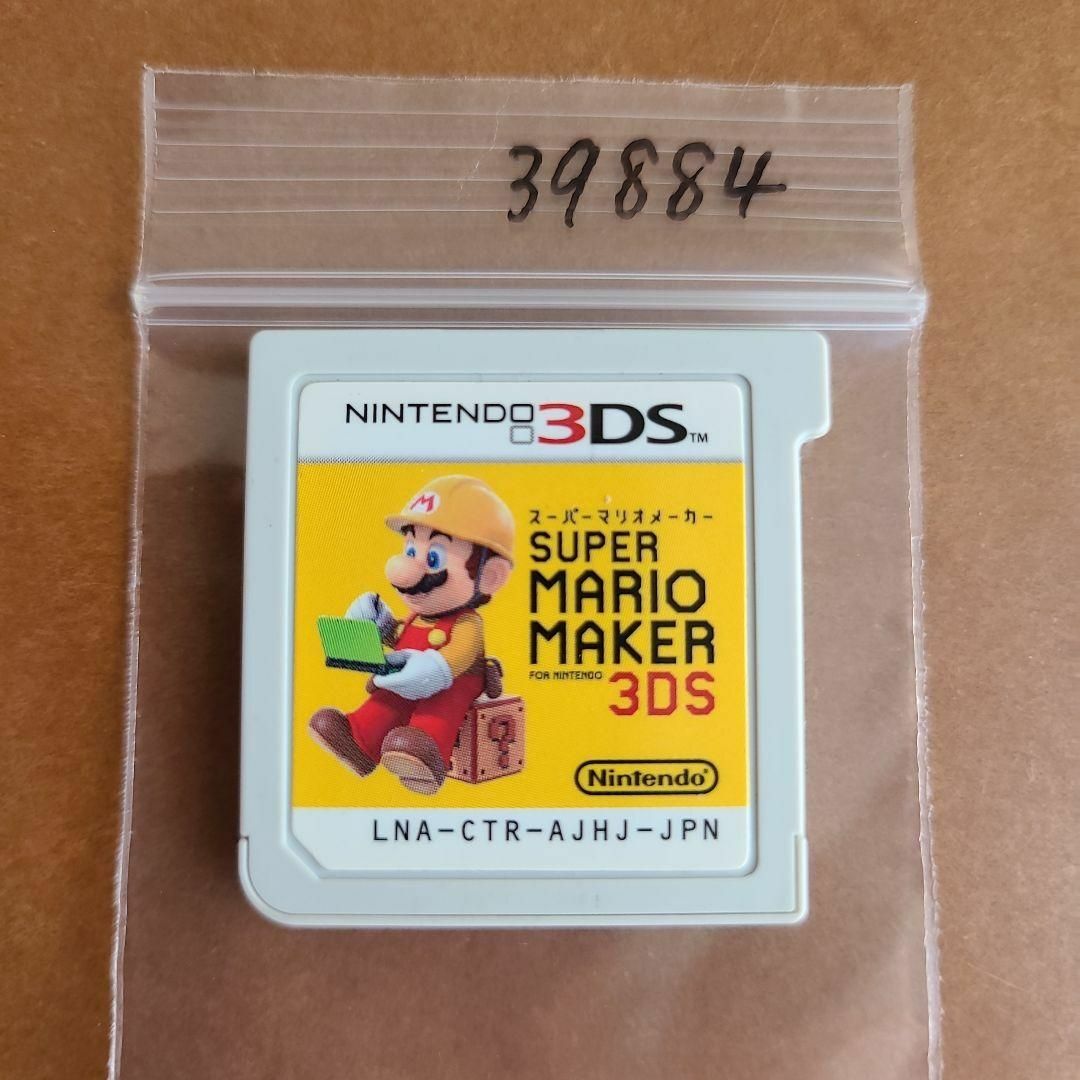 39884
NINTENDO 3DS™
M
スーパーマリオメーカー
SUPER
MARIO
MAKER
FOR NINTENDO 3DS
?
Nintendo®
LNA-CTR-AJHJ-JPN